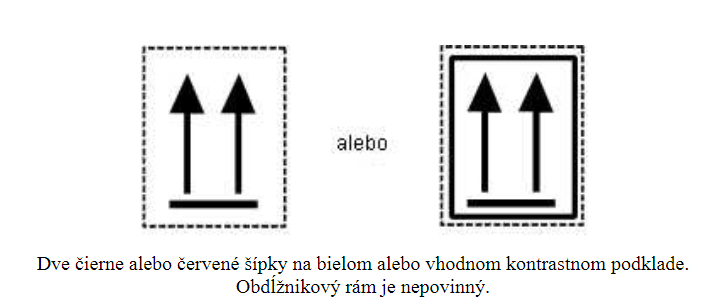 alebo
Dve čierne alebo červené šípky na bielom alebo vhodnom kontrastnom podklade.
Obdĺžnikový rám je nepovinný.